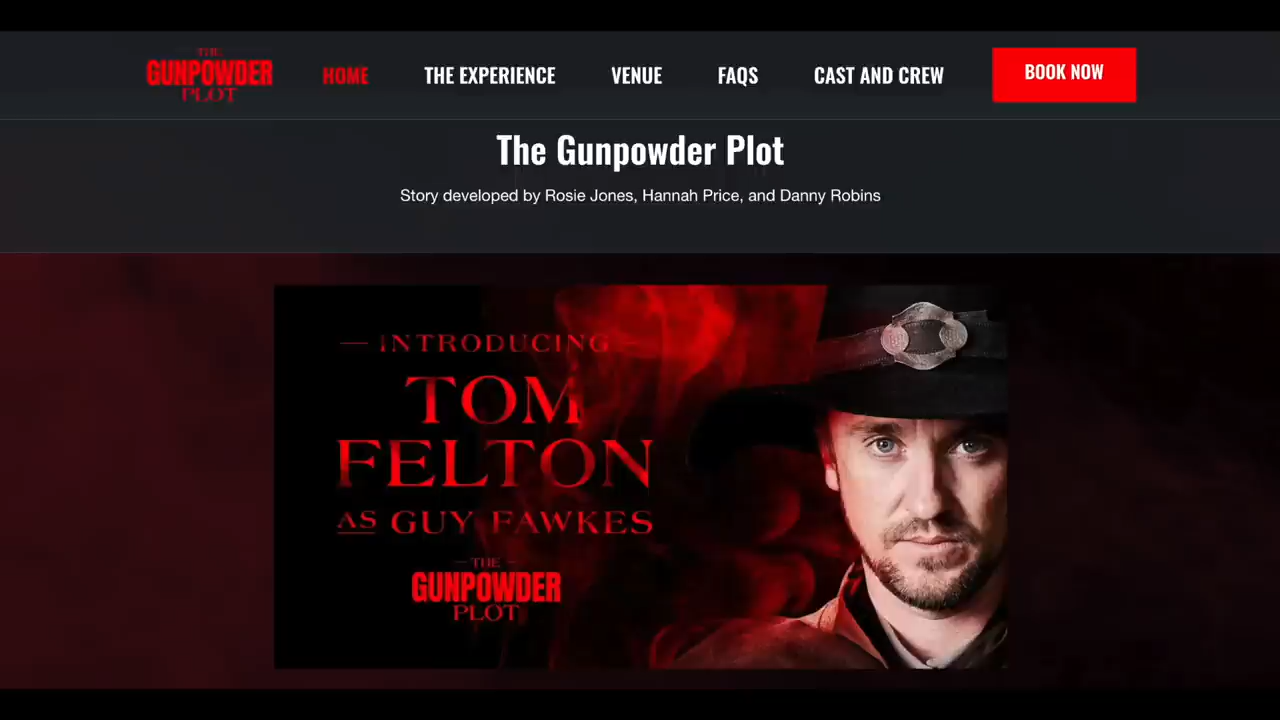 THE
GUNPOWDER
PLOT
HOME
THE EXPERIENCE
VENUE
FAQS
CAST AND CREW
BOOK NOW
The Gunpowder Plot
Story developed by Rosie Jones, Hannah Price, and Danny Robins
INTRODUCING
TOM
FELTON
AS GUY FAWKES
THE
GUNPOWDER
PLOT